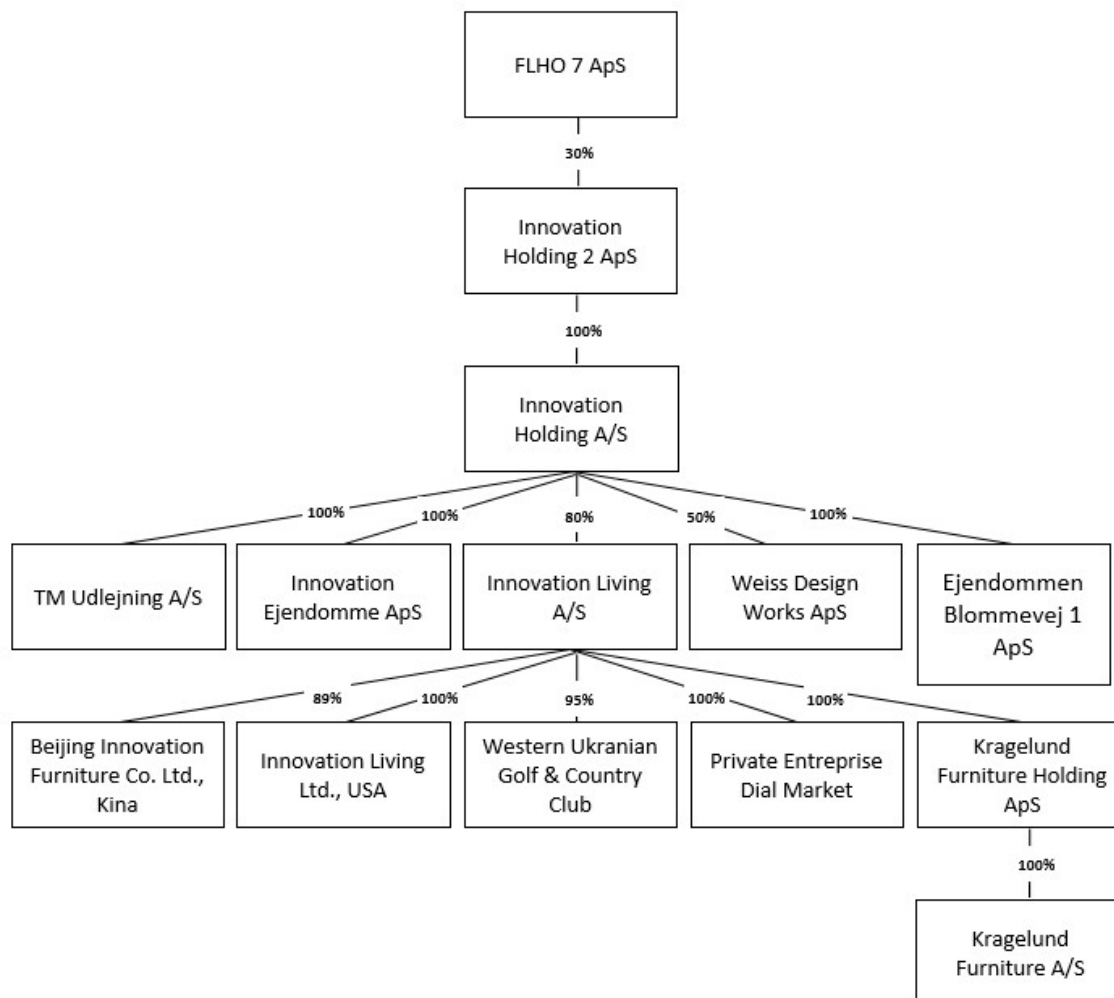 FLHO 7 ApS
30%
Innovation
Holding 2 ApS
100%
Innovation
Holding A/S
100%
100%
80%
50%
100%
TM Udlejning A/S
Innovation
Ejendomme ApS
Innovation Living
A/S
Weiss Design
Works ApS
Ejendommen
Blommevej 1
ApS
89%
100%
95%
100%
100%
Beijing Innovation
Furniture Co. Ltd.,
Kina
Innovation Living
Ltd., USA
Western Ukranian
Golf & Country
Club
Private Entreprise
Dial Market
Kragelund
Furniture Holding
ApS
100%
Kragelund
Furniture A/S